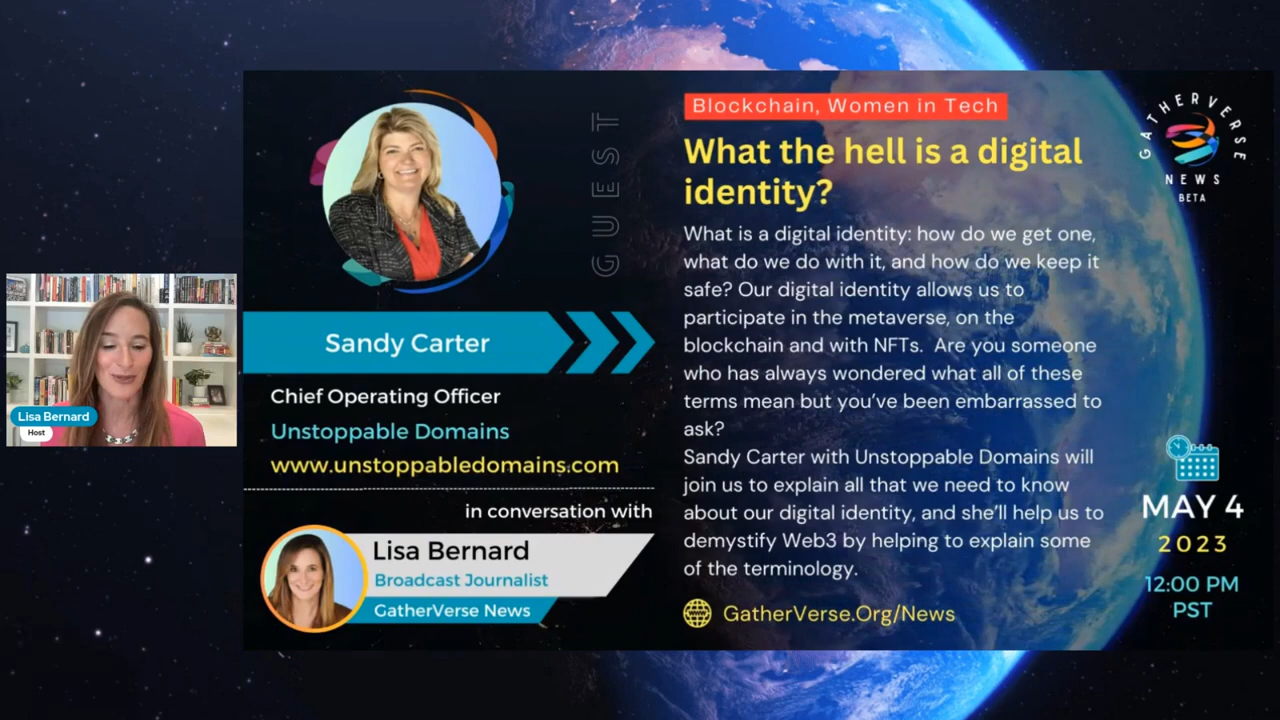 Lisa Bernard
Host
GUEST
Sandy Carter
Chief Operating Officer
Unstoppable Domains
www.unstoppabledomains.com
in conversation with
Lisa Bernard
Broadcast Journalist
GatherVerse News
Blockchain, Women in Tech
What the hell is a digital
identity?
What is a digital identity: how do we get one,
what do we do with it, and how do we keep it
safe? Our digital identity allows us to
participate in the metaverse, on the
blockchain and with NFTs.  Are you someone
who has always wondered what all of these
terms mean but you’ve been embarrassed to
ask?
Sandy Carter with Unstoppable Domains will
join us to explain all that we need to know
about our digital identity, and she’ll help us to
demystify Web3 by helping to explain some
of the terminology.
GatherVerse.Org/News
GATHERVERSE
NEWS
BETA
MAY 4
2023
12:00 PM
PST